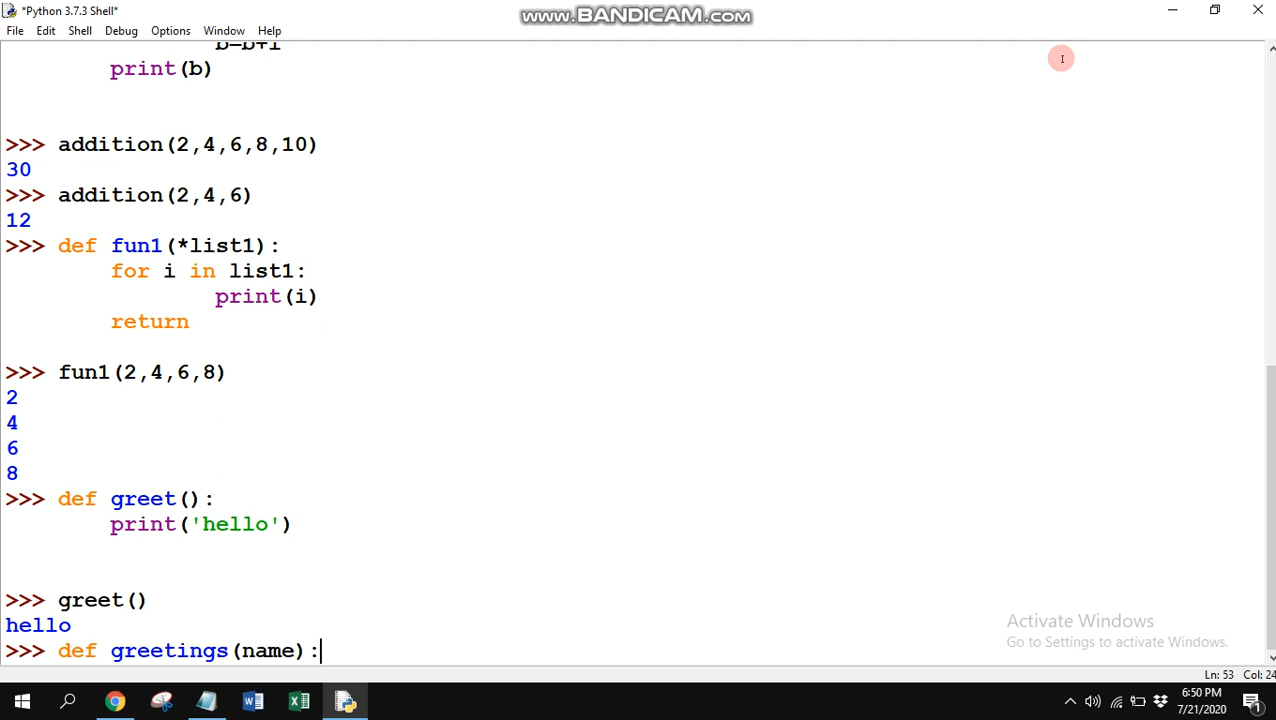 *Python 3.7.3 Shell*
www.BANDICAM.com
File Edit Shell Debug Options Window Help
b=b+i
print(b)
>>> addition(2,4,6,8,10)
30
>>> addition(2,4,6)
12
>>> def fun1(*list1):
for i in list1:
print(i)
return
>>> fun1(2,4,6,8)
2
4
6
8
>>> def greet():
print('hello')
>>> greet()
hello
>>> def greetings(name):
Activate Windows
Go to Settings to activate Windows.
Ln: 53 Col: 24
6:50 PM
7/21/2020